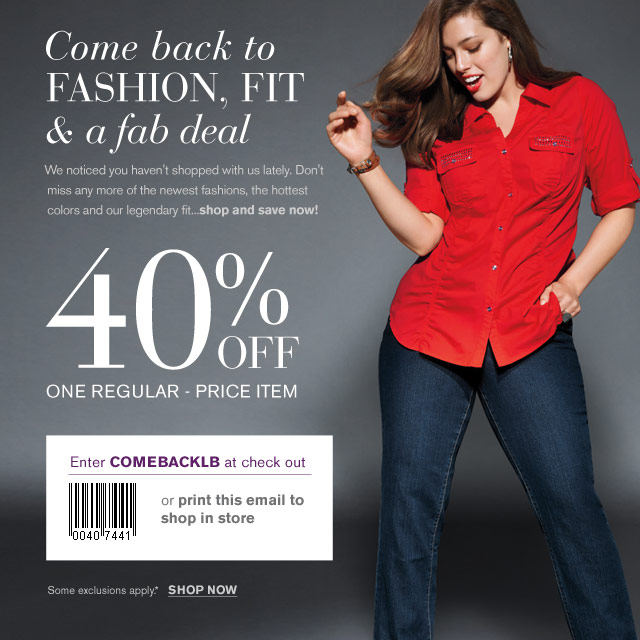 Come back to
FASHION, FIT
& a fab deal
We noticed you haven't shopped with us lately. Don't
miss any more of the newest fashions, the hottest
colors and our legendary fit...shop and save now!
40%
OFF
ONE REGULAR - PRICE ITEM
Enter COMEBACKLB at check out
or print this email to
shop in store
0040 7441
Some exclusions apply.* SHOP NOW